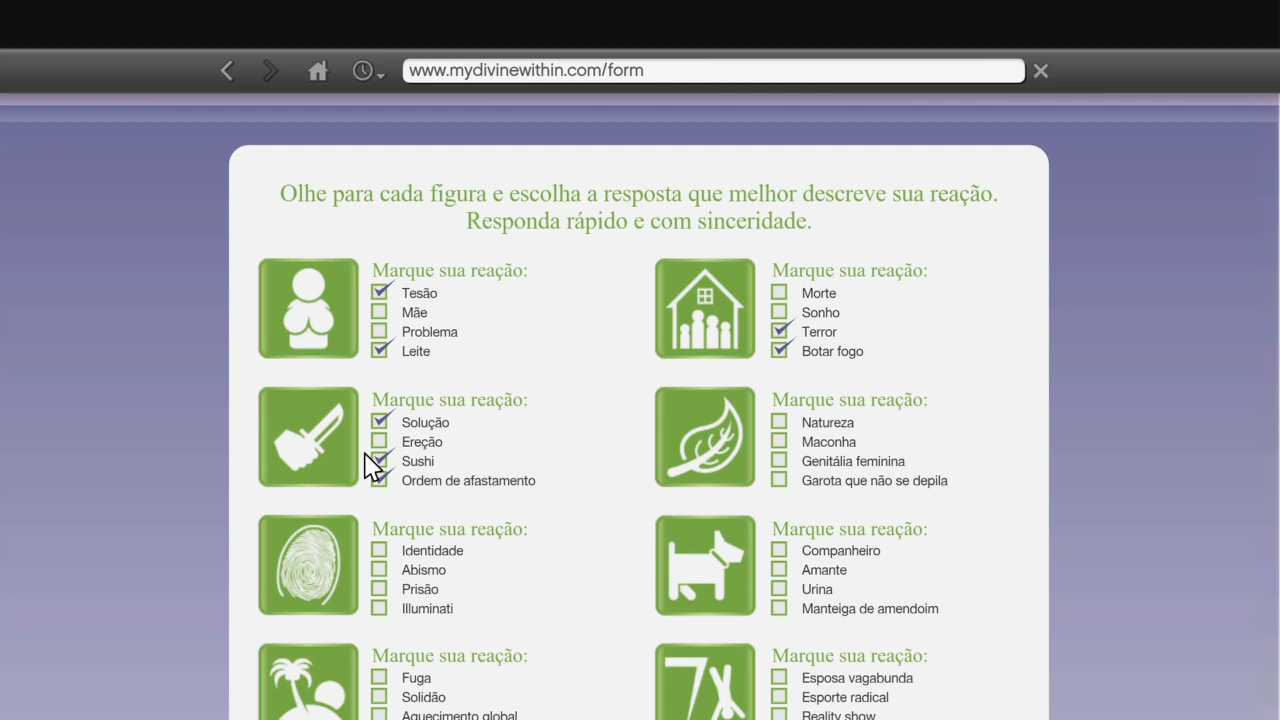 www.mydivinewithin.com/form
Olhe para cada figura e escolha a resposta que melhor descreve sua reação.
Responda rápido e com sinceridade.
Marque sua reação:
Tesão
Mãe
Problema
Leite
Marque sua reação:
Morte
Sonho
Terror
Botar fogo
Marque sua reação:
Solução
Ereção
Sushi
Ordem de afastamento
Marque sua reação:
Natureza
Maconha
Genitália feminina
Garota que não se depila
Marque sua reação:
Identidade
Abismo
Prisão
Illuminati
Marque sua reação:
Companheiro
Amante
Urina
Manteiga de amendoim
Marque sua reação:
Fuga
Solidão
Aquecimento global
Marque sua reação:
Esposa vagabunda
Esporte radical
Reality show